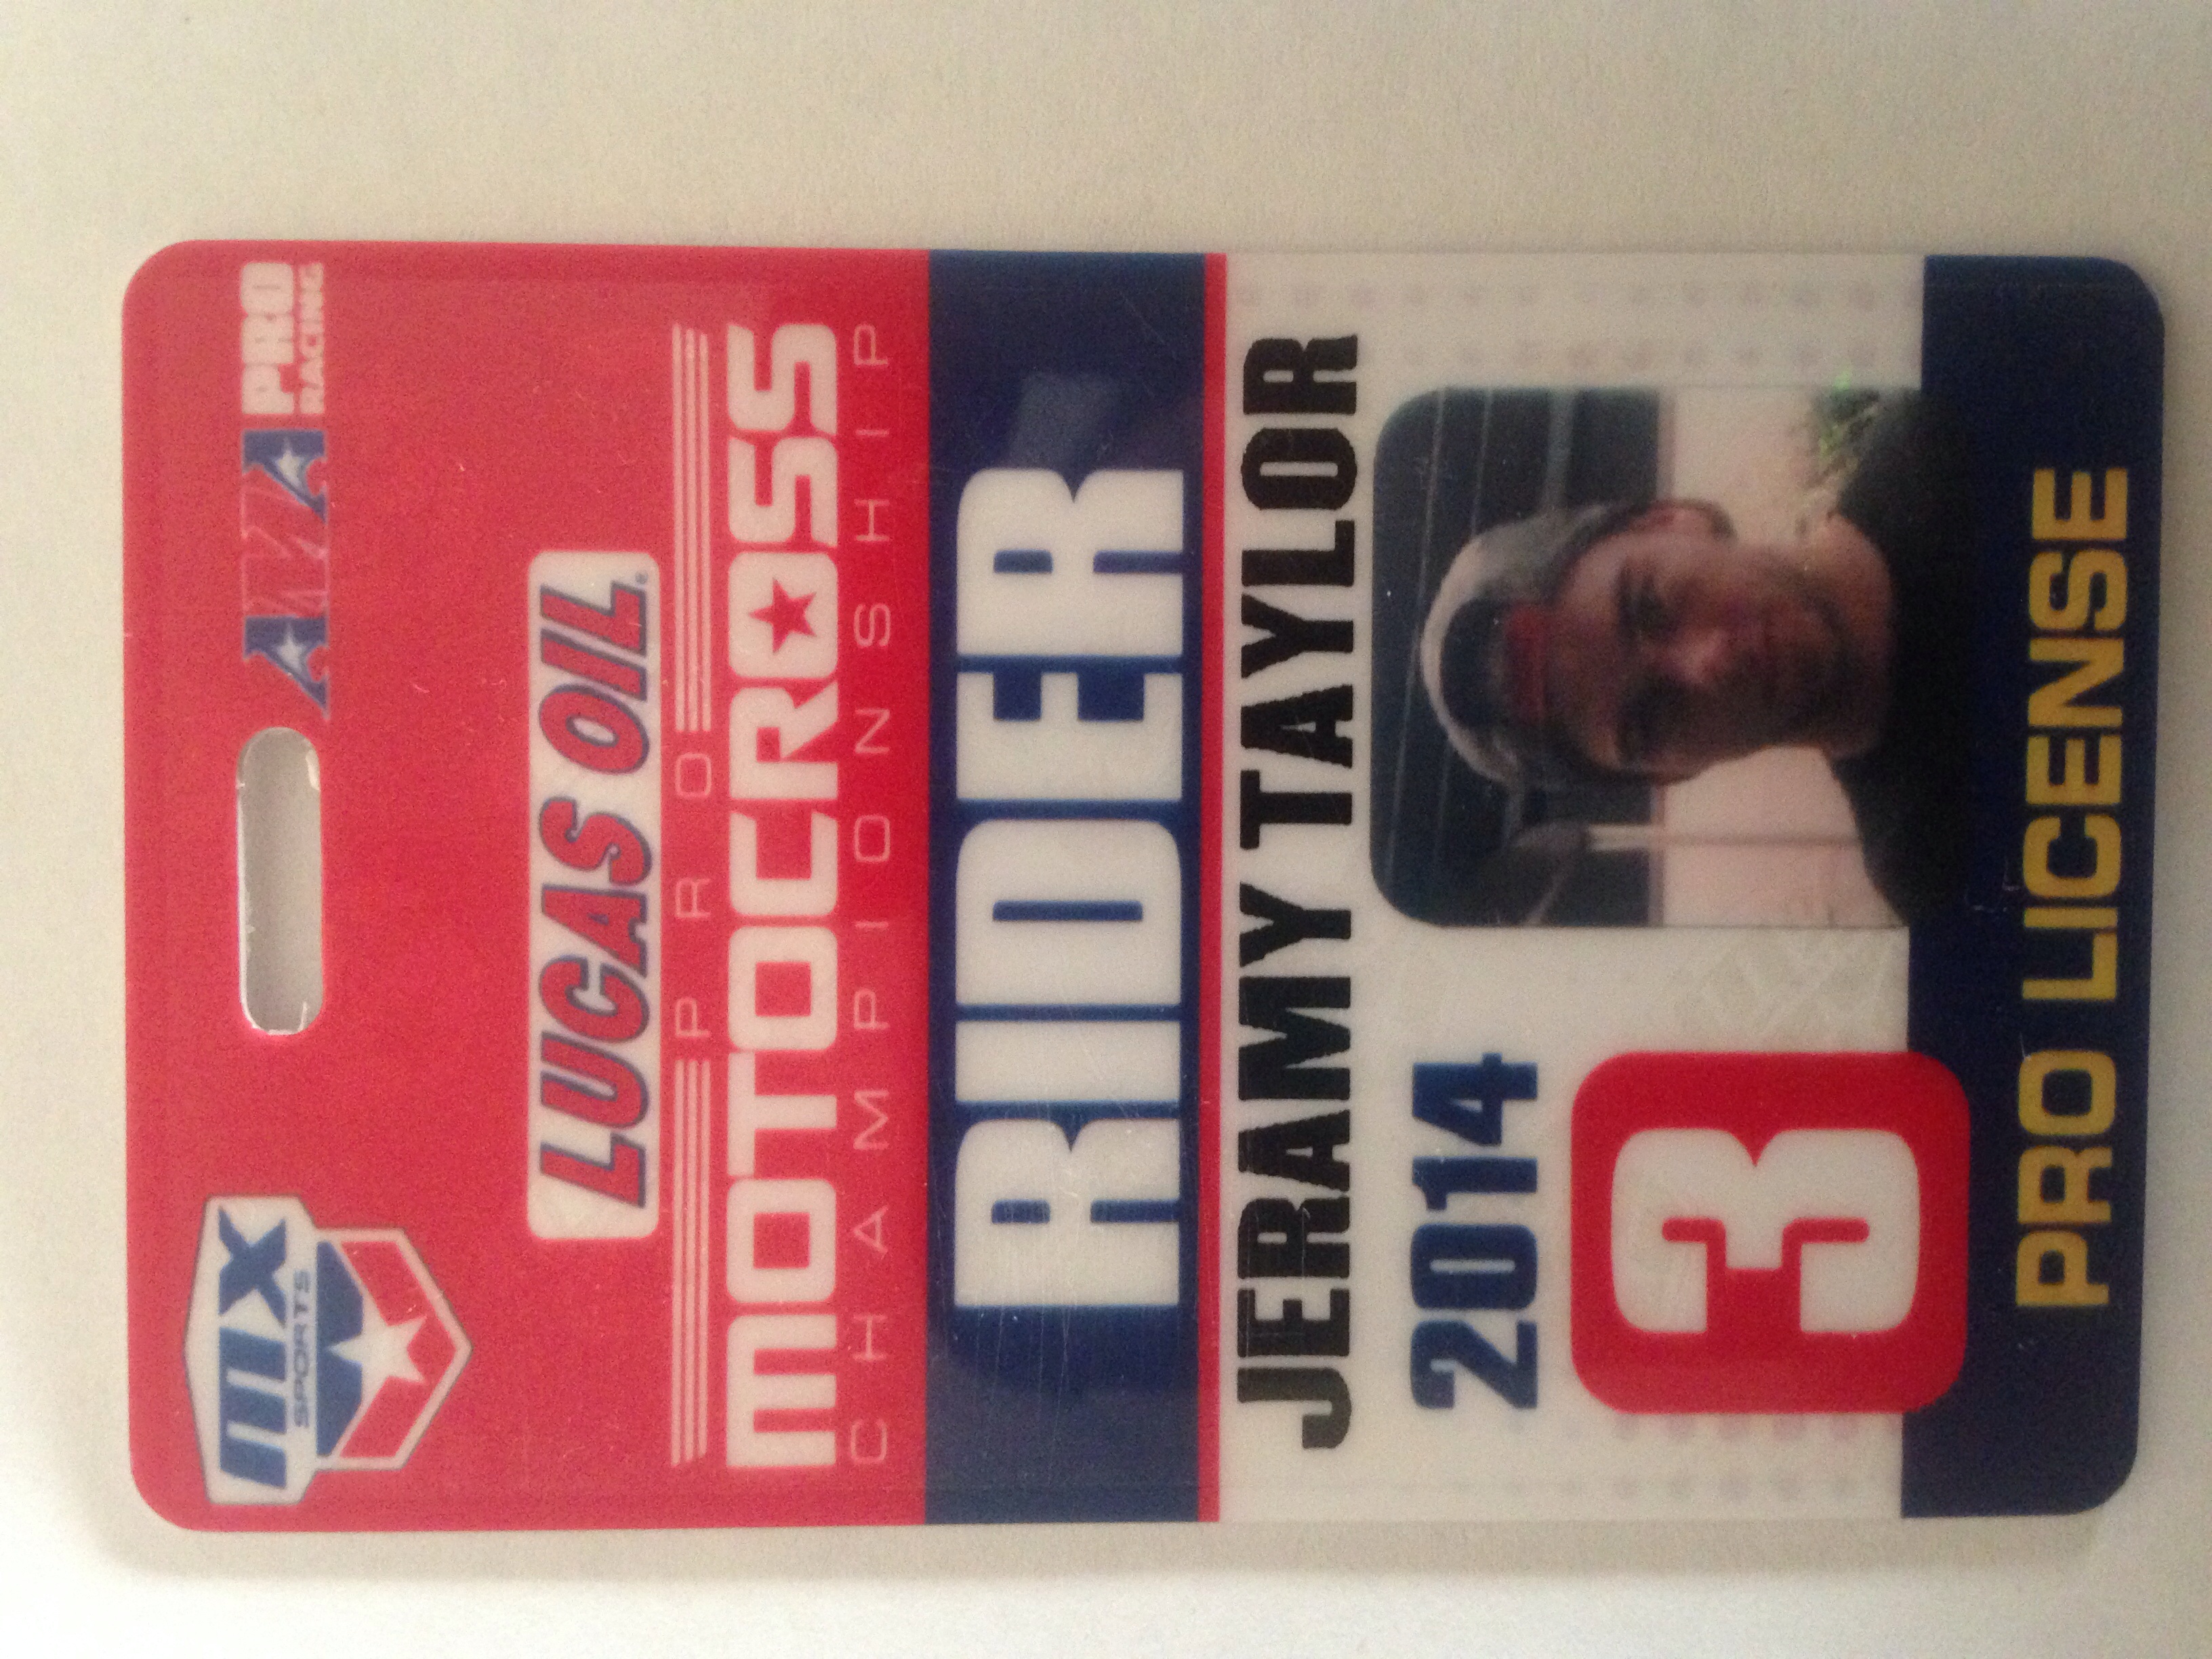 MX
SPORTS
AMA PRO
RACING
LUCAS OIL
PRO
MOTOCROSS
CHAMPIONSHIP
RIDER
JERAMY TAYLOR
2014
3
PRO LICENSE